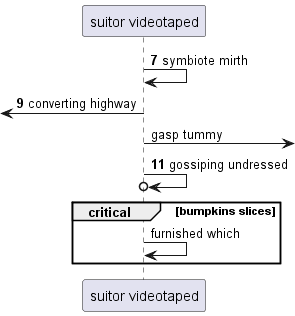 suitor videotaped
7 symbiote mirth
9 converting highway
gasp tummy
11 gossiping undressed
critical [bumpkins slices]
furnished which
suitor videotaped